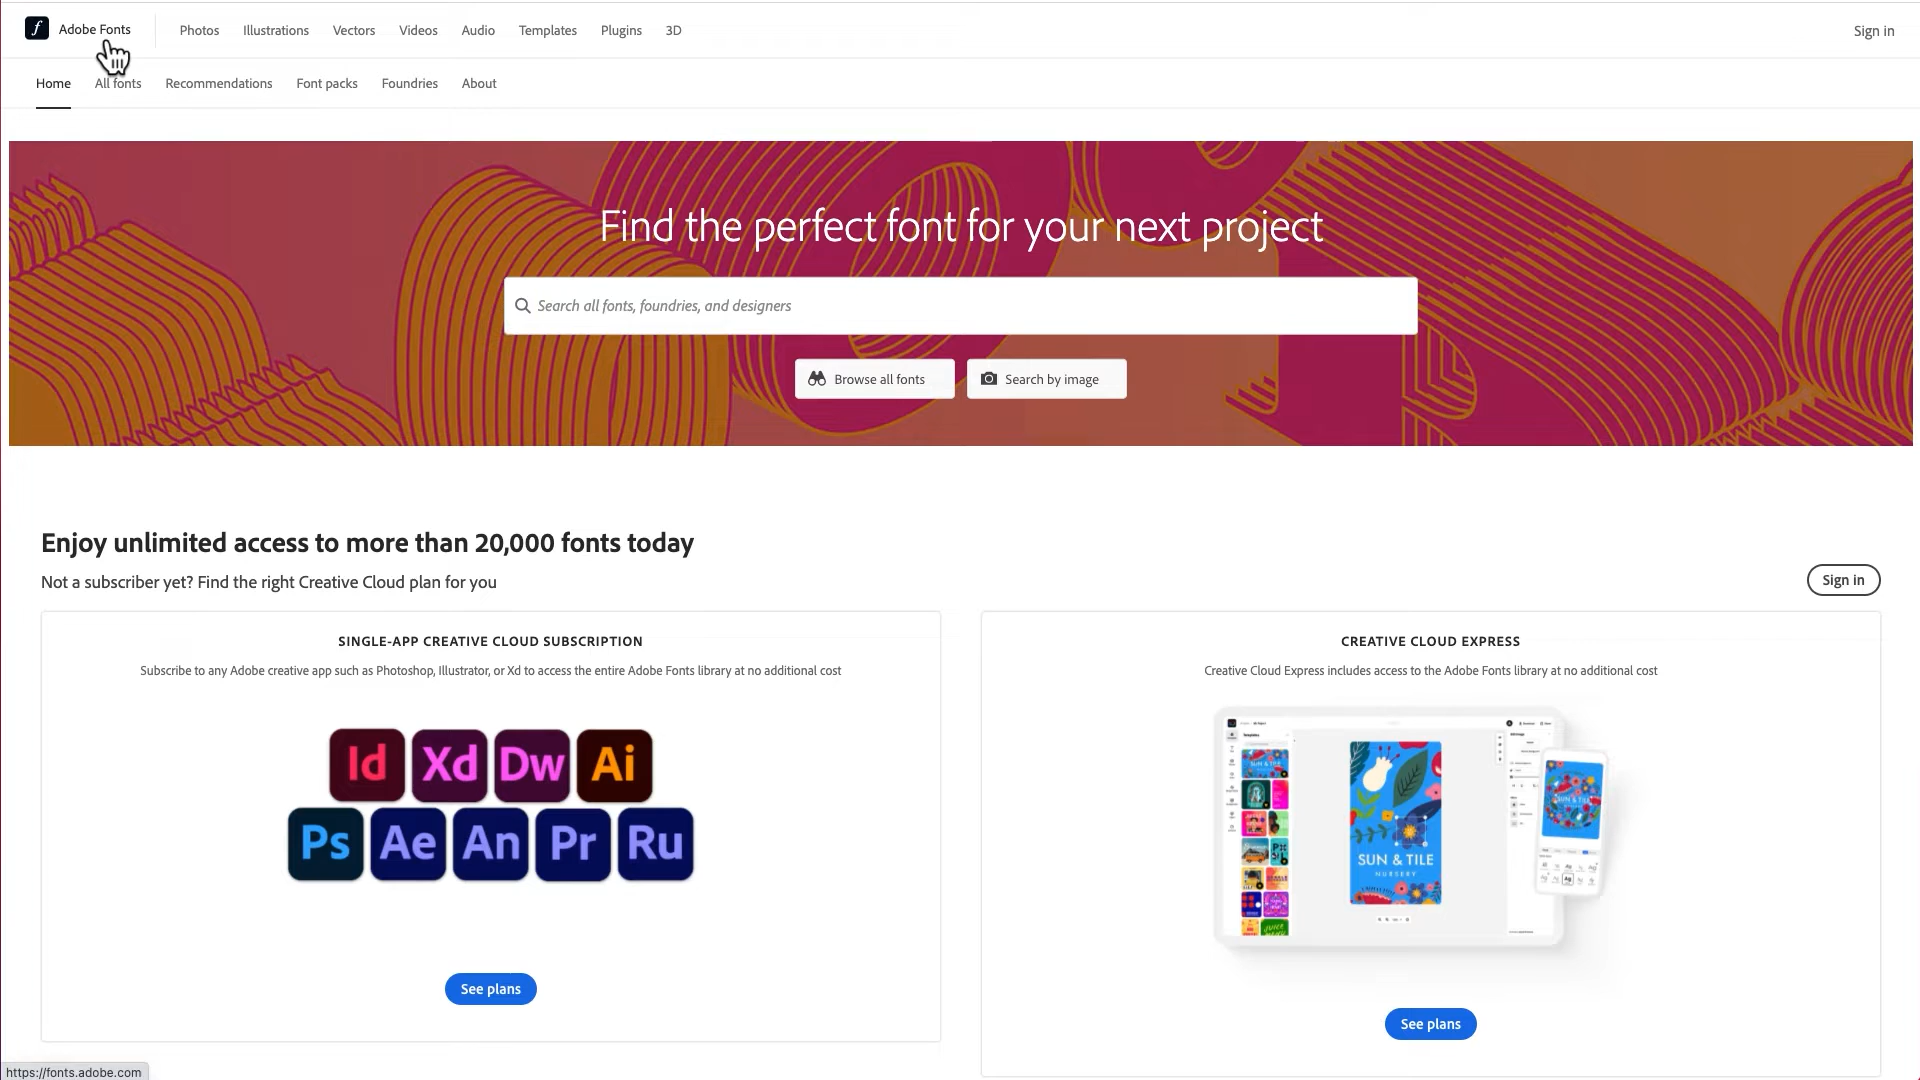 Adobe Fonts
Photos
Illustrations
Vectors
Videos
Audio
Templates
Plugins
3D
Sign in
Home
All fonts
Recommendations
Font packs
Foundries
About
Find the perfect font for your next project
Search all fonts, foundries, and designers
Browse all fonts
Search by image
Enjoy unlimited access to more than 20,000 fonts today
Not a subscriber yet? Find the right Creative Cloud plan for you
Sign in
SINGLE-APP CREATIVE CLOUD SUBSCRIPTION
Subscribe to any Adobe creative app such as Photoshop, Illustrator, or Xd to access the entire Adobe Fonts library at no additional cost
Id Xd Dw Ai
Ps Ae An Pr Ru
See plans
CREATIVE CLOUD EXPRESS
Creative Cloud Express includes access to the Adobe Fonts library at no additional cost
SUN & TILE
NURSERY
See plans
https://fonts.adobe.com